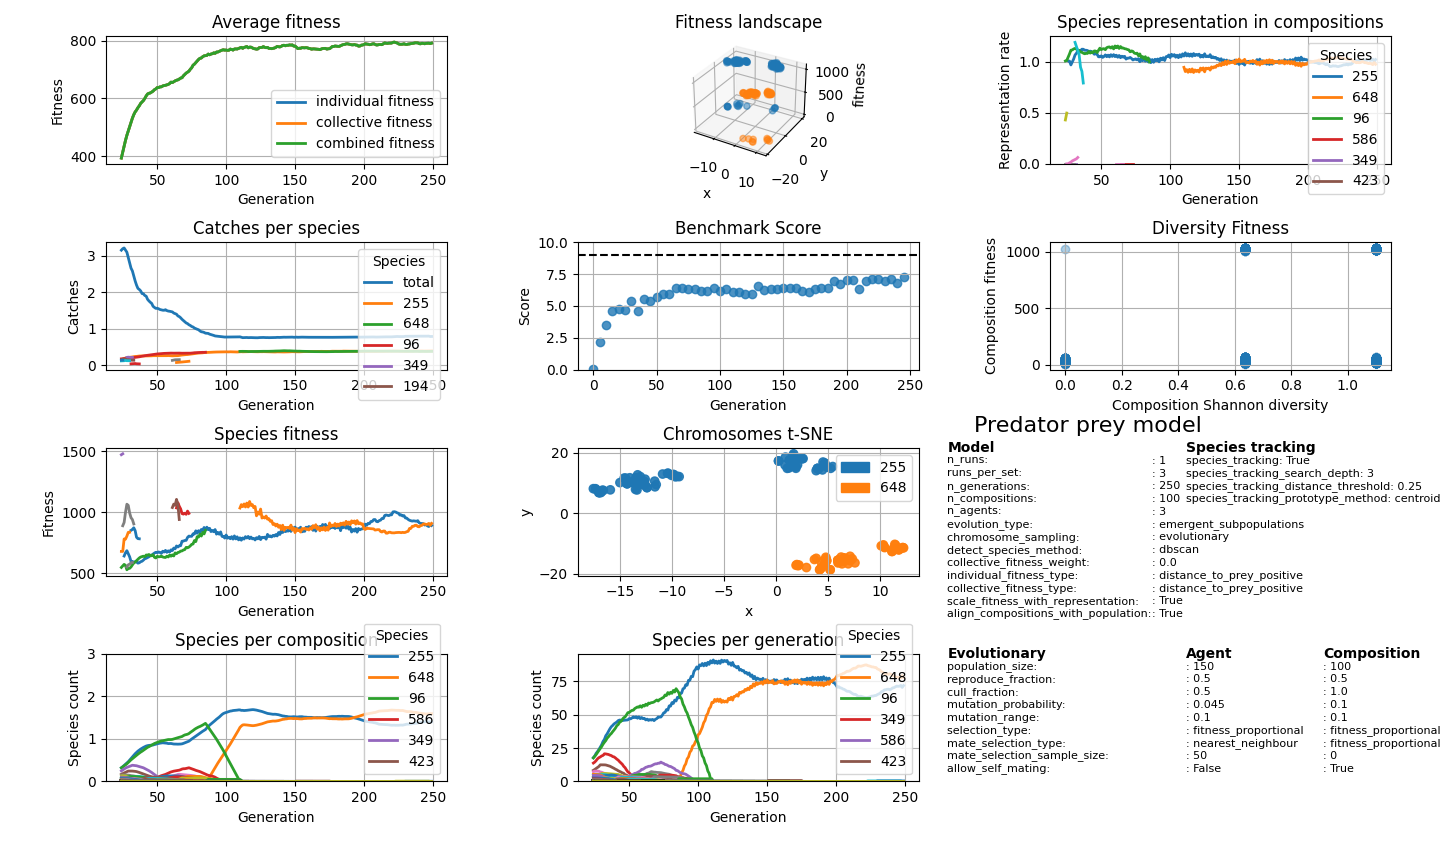 Average fitness
Fitness
800
600
400
individual fitness
collective fitness
combined fitness
50 100 150 200 250
Generation
Fitness landscape
1000
500
0
fitness
−10 0 10
x
−20 0 20
y
Species representation in compositions
Representation rate
1.0
0.5
0.0
Species
255
648
96
586
349
423
50 100 150 200 250
Generation
Catches per species
Catches
3
2
1
0
Species
total
255
648
96
349
194
50 100 150 200 250
Generation
Benchmark Score
Score
10.0
7.5
5.0
2.5
0.0
0 50 100 150 200 250
Generation
Diversity Fitness
Composition fitness
1000
500
0
0.0 0.2 0.4 0.6 0.8 1.0
Composition Shannon diversity
Species fitness
Fitness
1500
1000
500
50 100 150 200 250
Generation
Chromosomes t-SNE
y
20
0
−20
255
648
−15 −10 −5 0 5 10
x
Predator prey model
Model Species tracking
n_runs: : 1 species_tracking: True
runs_per_set: : 3 species_tracking_search_depth: 3
n_generations: : 250 species_tracking_distance_threshold: 0.25
n_compositions: : 100 species_tracking_prototype_method: centroid
n_agents: : 3
evolution_type: : emergent_subpopulations
chromosome_sampling: : evolutionary
detect_species_method: : dbscan
collective_fitness_weight: : 0.0
individual_fitness_type: : distance_to_prey_positive
collective_fitness_type: : distance_to_prey_positive
scale_fitness_with_representation: : True
align_compositions_with_population: : True
Species per composition
Species count
3
2
1
0
Species
255
648
96
586
349
423
50 100 150 200 250
Generation
Species per generation
Species count
75
50
25
0
Species
255
648
96
349
586
423
50 100 150 200 250
Generation
Evolutionary Agent Composition
population_size: : 150 : 100
reproduce_fraction: : 0.5 : 0.5
cull_fraction: : 0.5 : 1.0
mutation_probability: : 0.045 : 0.1
mutation_range: : 0.1 : 0.1
selection_type: : fitness_proportional : fitness_proportional
mate_selection_type: : nearest_neighbour : fitness_proportional
mate_selection_sample_size: : 50 : 0
allow_self_mating: : False : True